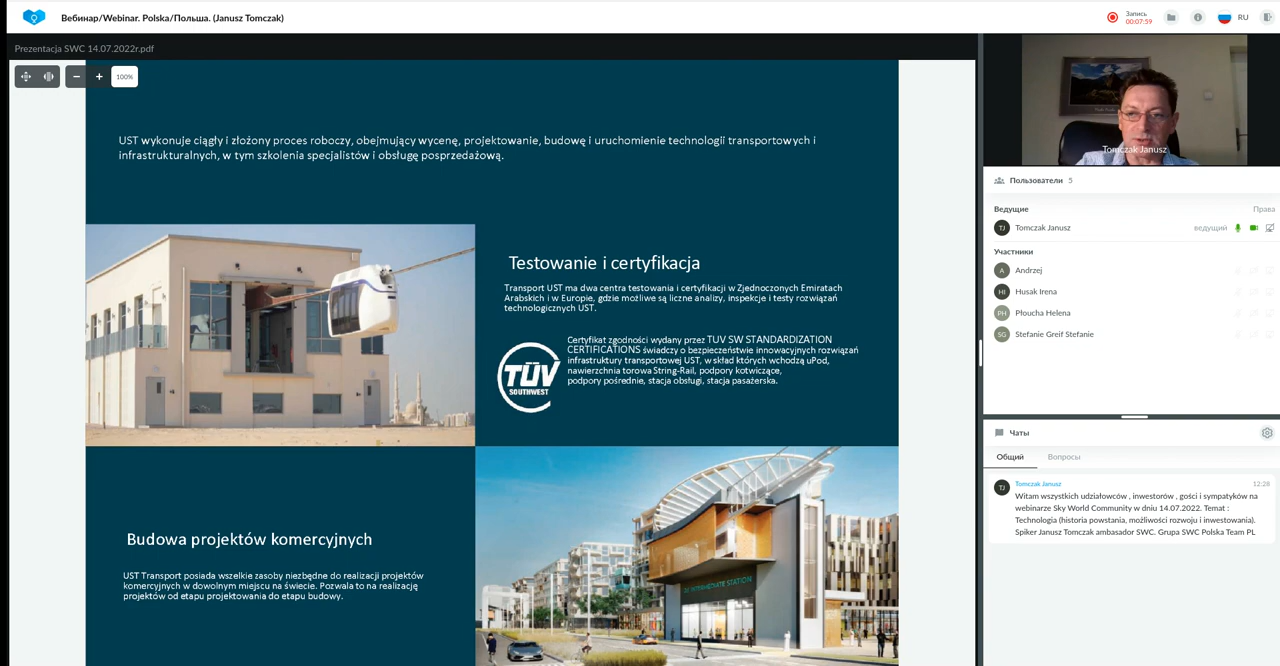 Вебинар/Webinar. Polska/Польша. (Janusz Tomczak)
Запись
00:07:59
RU
Prezentacja SWC 14.07.2022r.pdf
100%
UST wykonuje ciągły i złożony proces roboczy, obejmujący wycenę, projektowanie, budowę i uruchomienie technologii transportowych i
infrastrukturalnych, w tym szkolenia specjalistów i obsługę posprzedażową.
Testowanie i certyfikacja
Transport UST ma dwa centra testowania i certyfikacji w Zjednoczonych Emiratach
Arabskich i w Europie, gdzie możliwe są liczne analizy, inspekcje i testy rozwiązań
technologicznych UST.
TÜV
SOUTHWEST
Certyfikat zgodności wydany przez TUV SW STANDARDIZATION
CERTIFICATIONS świadczy o bezpieczeństwie innowacyjnych rozwiązań
infrastruktury transportowej UST, w skład których wchodzą uPod,
nawierzchnia torowa String-Rail, podpory kotwiczące,
podpory pośrednie, stacja obsługi, stacja pasażerska.
Budowa projektów komercyjnych
UST Transport posiada wszelkie zasoby niezbędne do realizacji projektów
komercyjnych w dowolnym miejscu na świecie. Pozwala to na realizację
projektów od etapu projektowania do etapu budowy.
INTERMEDIATE STATION
Tomczak Janusz
Пользователи 5
Ведущие Права
TJ Tomczak Janusz ведущий
Участники
A Andrzej
HI Husak Irena
PH Płoucha Helena
SG Stefanie Greif Stefanie
Чаты
Общий Вопросы
TJ Tomczak Janusz 12:28
Witam wszystkich udziałowców , inwestorów , gości i sympatyków na
webinarze Sky World Community w dniu 14.07.2022. Temat :
Technologia (historia powstania, możliwości rozwoju i inwestowania).
Spiker Janusz Tomczak ambasador SWC. Grupa SWC Polska Team PL